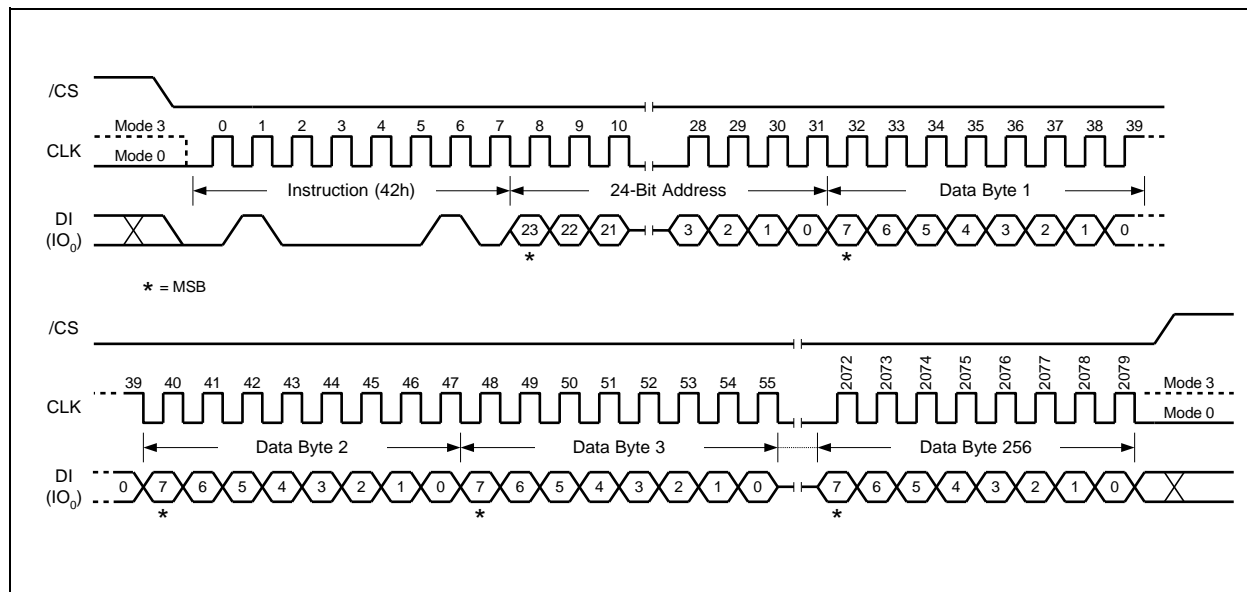 /CS
Mode 3 0 1 2 3 4 5 6 7 8 9 10 28 29 30 31 32 33 34 35 36 37 38 39
CLK
Mode 0
Instruction (42h) 24-Bit Address Data Byte 1
DI
(IO0) 23 22 21 3 2 1 0 7 6 5 4 3 2 1 0
* *
* = MSB
/CS
39 40 41 42 43 44 45 46 47 48 49 50 51 52 53 54 55 2072 2073 2074 2075 2076 2077 2078 2079 Mode 3
CLK
Mode 0
Data Byte 2 Data Byte 3 Data Byte 256
DI
(IO0) 0 7 6 5 4 3 2 1 0 7 6 5 4 3 2 1 0 7 6 5 4 3 2 1 0
* * *